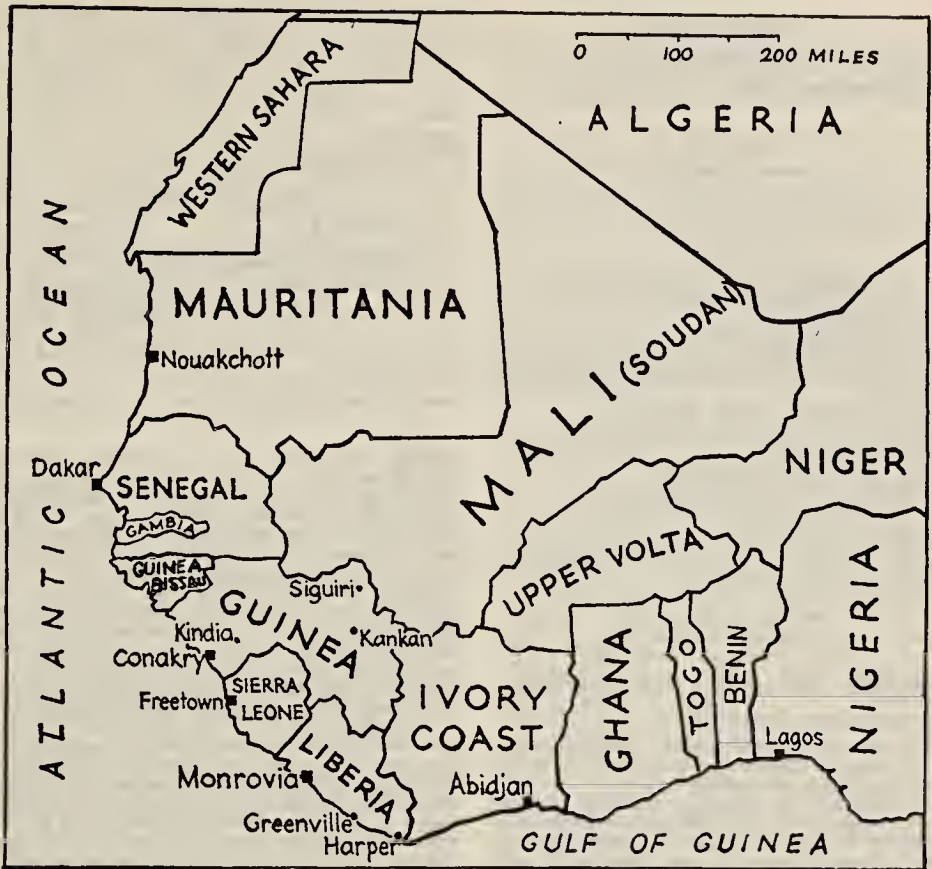 0 100 200 MILES
WESTERN SAHARA
ALGERIA
ATLANTIC OCEAN
MAURITANIA
Nouakchott
MALI (SOUDAN)
NIGER
Dakar
SENEGAL
GAMBIA
GUINEA
BISSAU
UPPER VOLTA
Siguiri
GUINEA
Kindia
Kankan
Conakry
SIERRA
LEONE
Freetown
IVORY
COAST
GHANA
TOGO
BENIN
NIGERIA
LIBERIA
Lagos
Monrovia
Abidjan
Greenville
Harper
GULF OF GUINEA